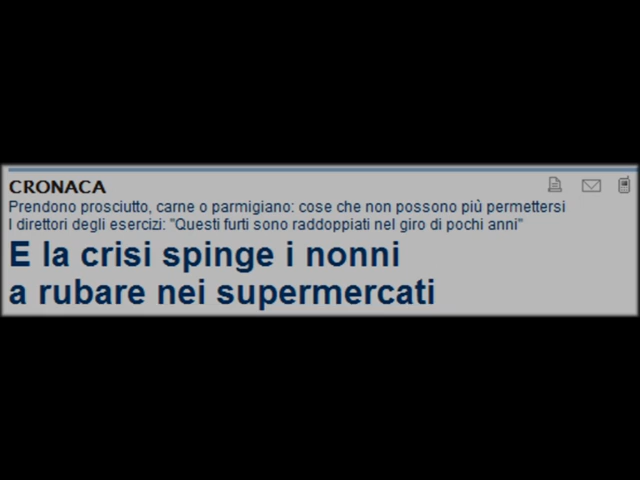 CRONACA
Prendono prosciutto, carne o parmigiano: cose che non possono più permettersi
I direttori degli esercizi: "Questi furti sono raddoppiati nel giro di pochi anni"
E la crisi spinge i nonni
a rubare nei supermercati